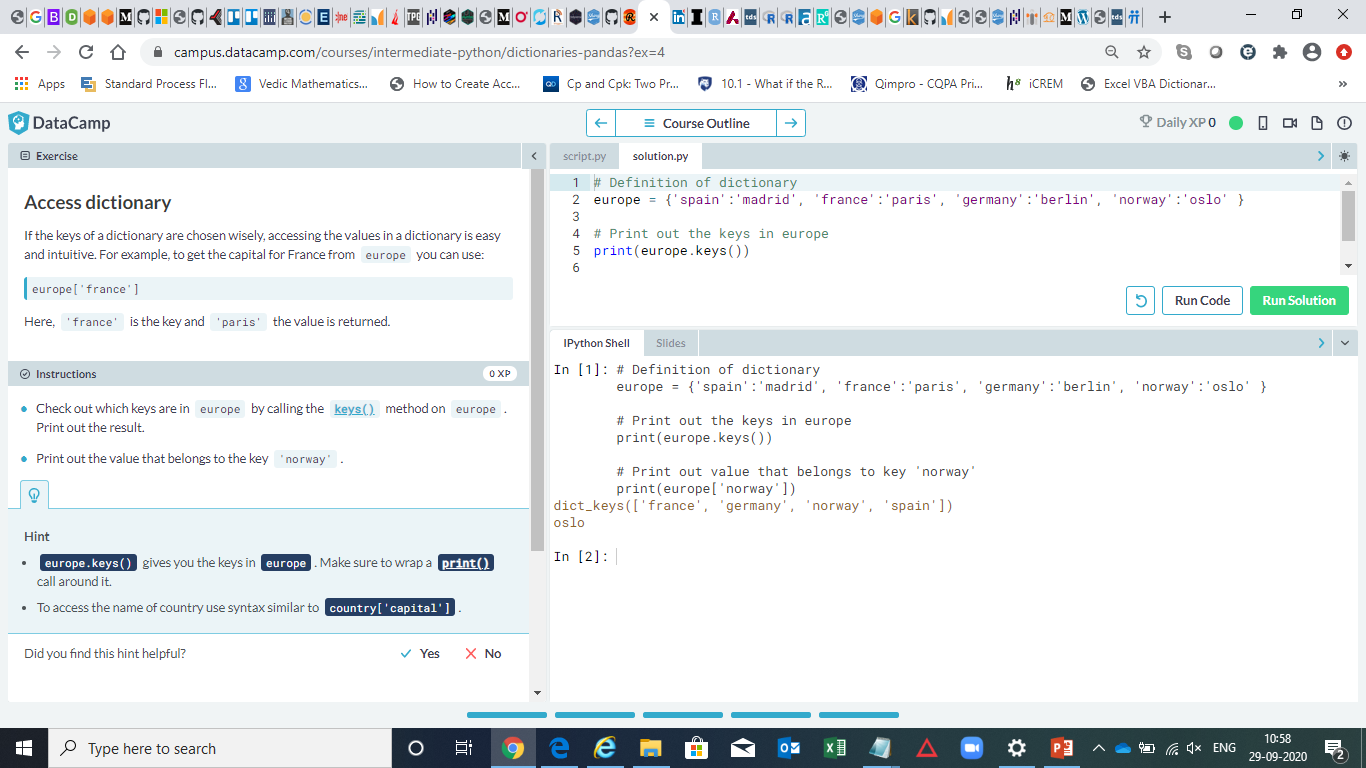 campus.datacamp.com/courses/intermediate-python/dictionaries-pandas?ex=4
Apps
Standard Process Fl...
Vedic Mathematics...
How to Create Acc...
Cp and Cpk: Two Pr...
10.1 - What if the R...
Qimpro - CQPA Pri...
iCREM
Excel VBA Dictionar...
»
DataCamp
Course Outline
Daily XP 0
Exercise
Access dictionary
If the keys of a dictionary are chosen wisely, accessing the values in a dictionary is easy
and intuitive. For example, to get the capital for France from europe you can use:
europe['france']
Here, 'france' is the key and 'paris' the value is returned.
Instructions
0 XP
Check out which keys are in europe by calling the keys() method on europe .
Print out the result.
Print out the value that belongs to the key 'norway' .
Hint
europe.keys() gives you the keys in europe . Make sure to wrap a print()
call around it.
To access the name of country use syntax similar to country['capital'] .
Did you find this hint helpful?
Yes
No
script.py
solution.py
1 # Definition of dictionary
2 europe = {'spain':'madrid', 'france':'paris', 'germany':'berlin', 'norway':'oslo' }
3
4 # Print out the keys in europe
5 print(europe.keys())
6
Run Code
Run Solution
IPython Shell
Slides
In [1]: # Definition of dictionary
europe = {'spain':'madrid', 'france':'paris', 'germany':'berlin', 'norway':'oslo' }
# Print out the keys in europe
print(europe.keys())
# Print out value that belongs to key 'norway'
print(europe['norway'])
dict_keys(['france', 'germany', 'norway', 'spain'])
oslo
In [2]:
Type here to search
ENG
10:58
29-09-2020
2